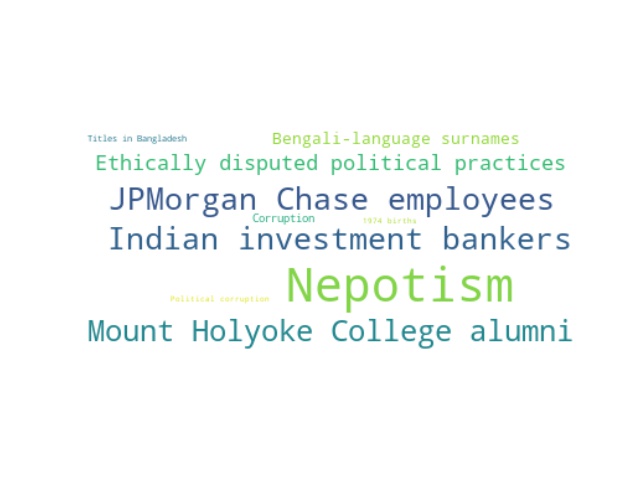 Titles in Bangladesh
Bengali-language surnames
Ethically disputed political practices
JPMorgan Chase employees
Corruption
1974 births
Indian investment bankers
Nepotism
Political corruption
Mount Holyoke College alumni